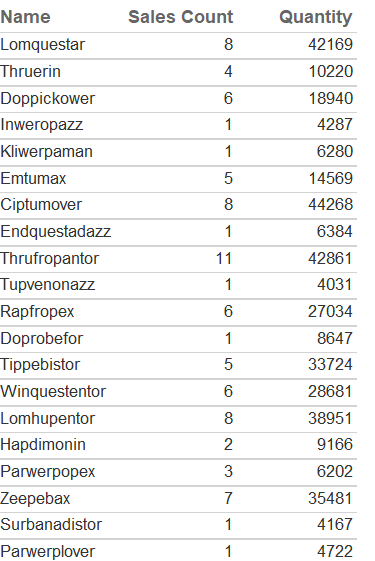 Name Sales Count Quantity
Lomquestar 8 42169
Thruerin 4 10220
Doppickower 6 18940
Inweropazz 1 4287
Kliwerpaman 1 6280
Emtumax 5 14569
Ciptumover 8 44268
Endquestadazz 1 6384
Thrufropantor 11 42861
Tupvenonazz 1 4031
Rapfropex 6 27034
Doprobefor 1 8647
Tippebistor 5 33724
Winquestentor 6 28681
Lomhupentor 8 38951
Hapdimonin 2 9166
Parwerpopex 3 6202
Zeepebax 7 35481
Surbanadistor 1 4167
Parwerplover 1 4722